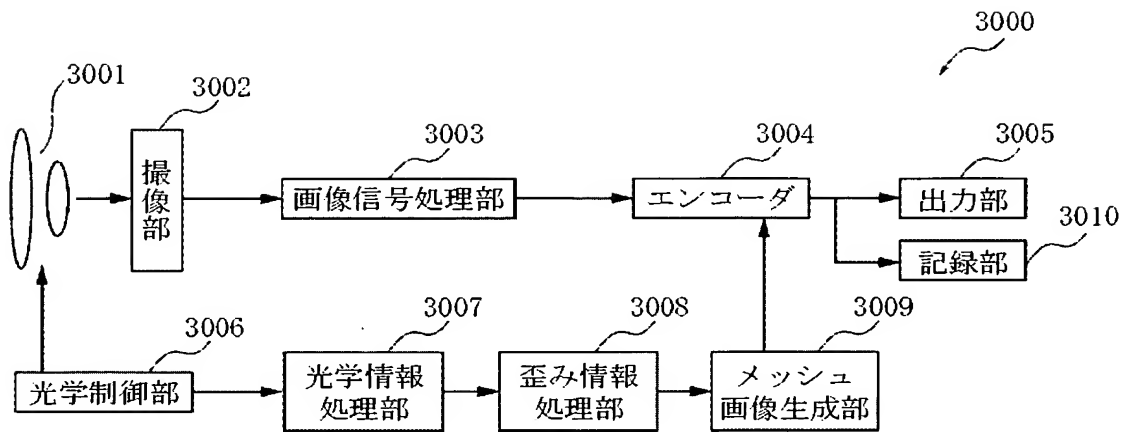 3000
3001
3002
3003
3004
3005
撮像部
画像信号処理部
エンコーダ
出力部
3010
記録部
3006
3007
3008
3009
光学制御部
光学情報
処理部
歪み情報
処理部
メッシュ
画像生成部